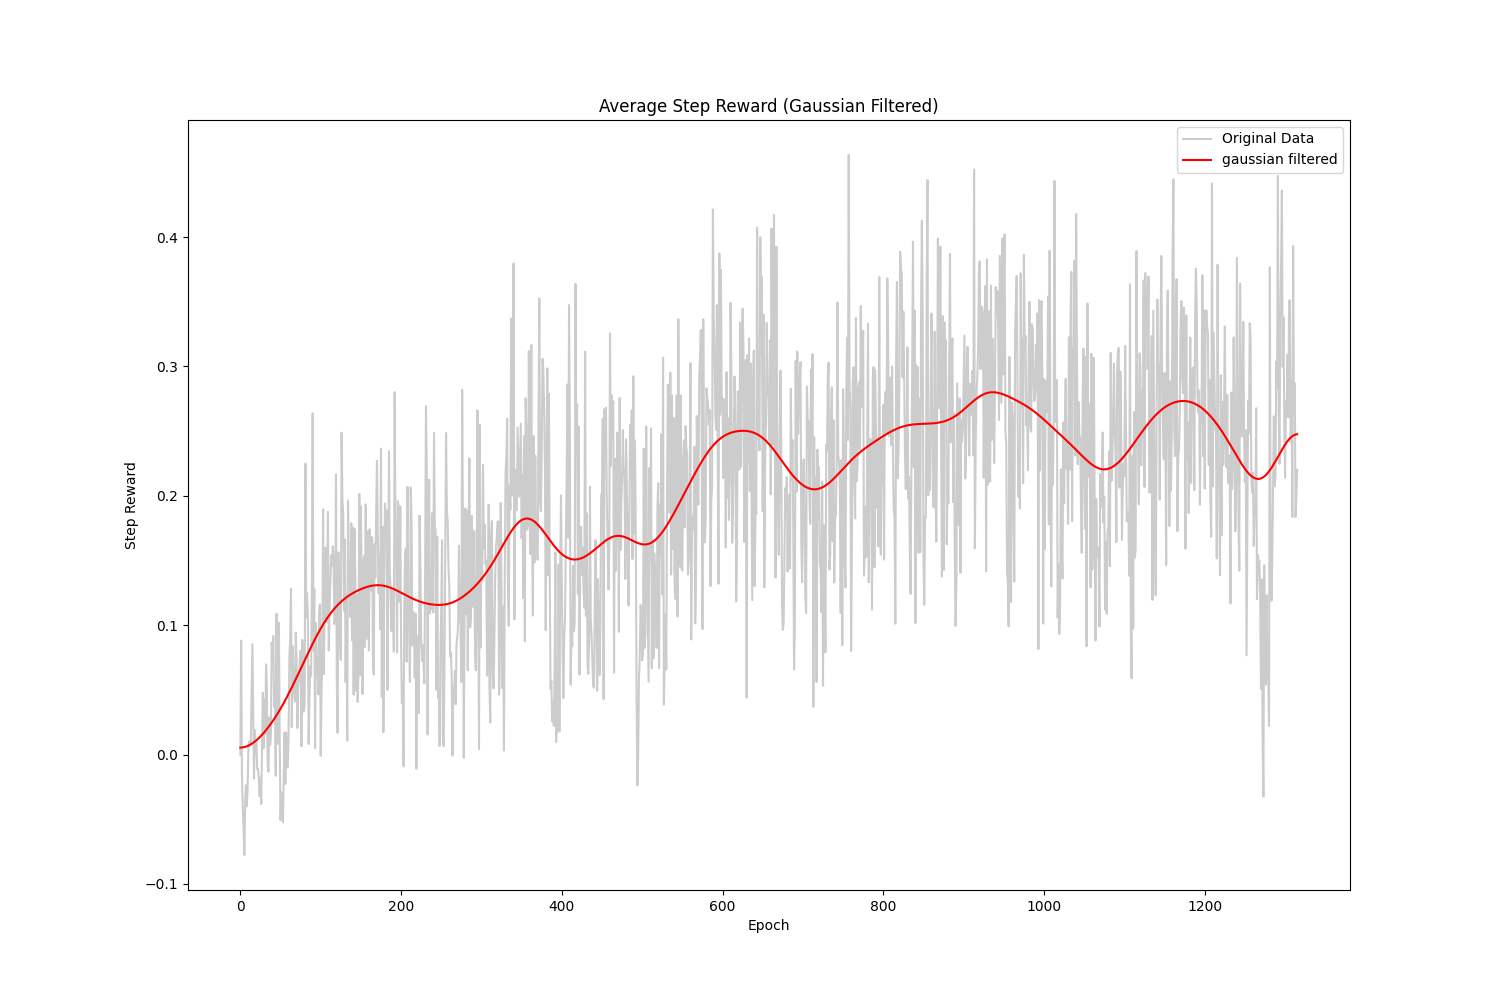 Average Step Reward (Gaussian Filtered)
Original Data
gaussian filtered
0.4
0.3
0.2
0.1
0.0
−0.1
Step Reward
0 200 400 600 800 1000 1200
Epoch